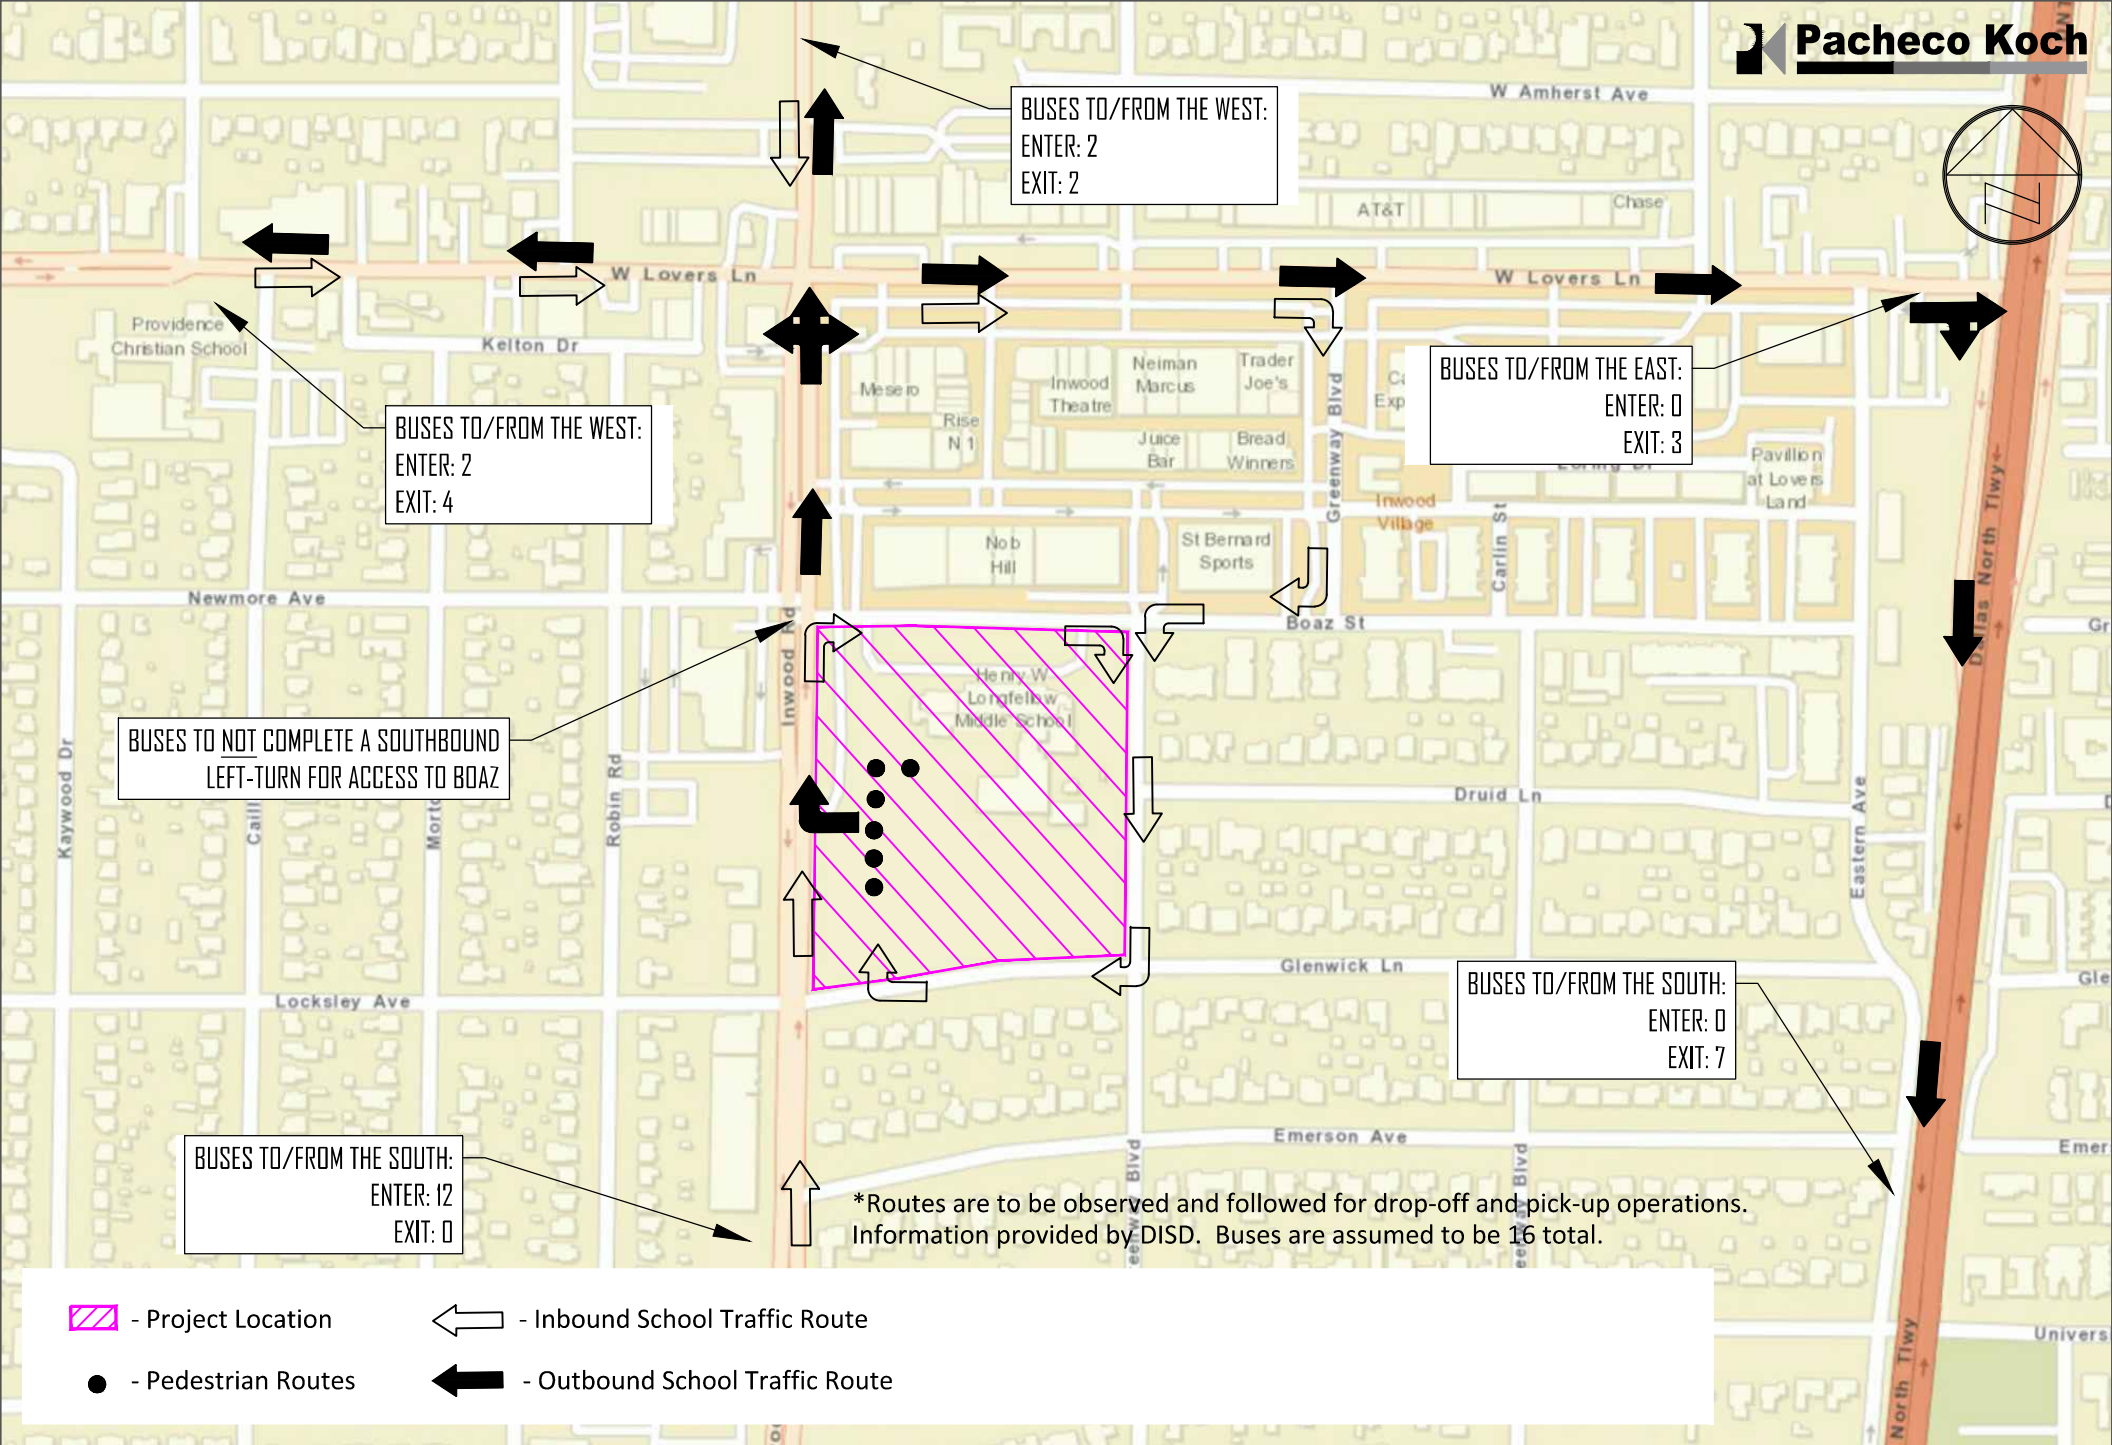 Pacheco Koch
W Amherst Ave
BUSES TO/FROM THE WEST:
ENTER: 2
EXIT: 2
AT&T
Chase
W Lovers Ln
W Lovers Ln
Providence
Christian School
Kelton Dr
BUSES TO/FROM THE WEST:
ENTER: 2
EXIT: 4
Mesero
Rise
N 1
Inwood
Theatre
Neiman
Marcus
Trader
Joe's
Juice
Bar
Bread
Winners
Greenway Blvd
BUSES TO/FROM THE EAST:
ENTER: 0
EXIT: 3
Pavillion
at Lovers
Land
Inwood
Village
Carlin St
Nob
Hill
St Bernard
Sports
Dallas North Tlwy
Newmore Ave
Boaz St
Inwood Rd
Henry W
Longfellow
Middle School
BUSES TO NOT COMPLETE A SOUTHBOUND
LEFT-TURN FOR ACCESS TO BOAZ
Kaywood Dr
Robin Rd
Druid Ln
Eastern Ave
Glenwick Ln
Locksley Ave
BUSES TO/FROM THE SOUTH:
ENTER: 0
EXIT: 7
Emerson Ave
BUSES TO/FROM THE SOUTH:
ENTER: 12
EXIT: 0
*Routes are to be observed and followed for drop-off and pick-up operations.
Information provided by DISD. Buses are assumed to be 16 total.
North Tlwy
- Project Location
- Inbound School Traffic Route
- Pedestrian Routes
- Outbound School Traffic Route